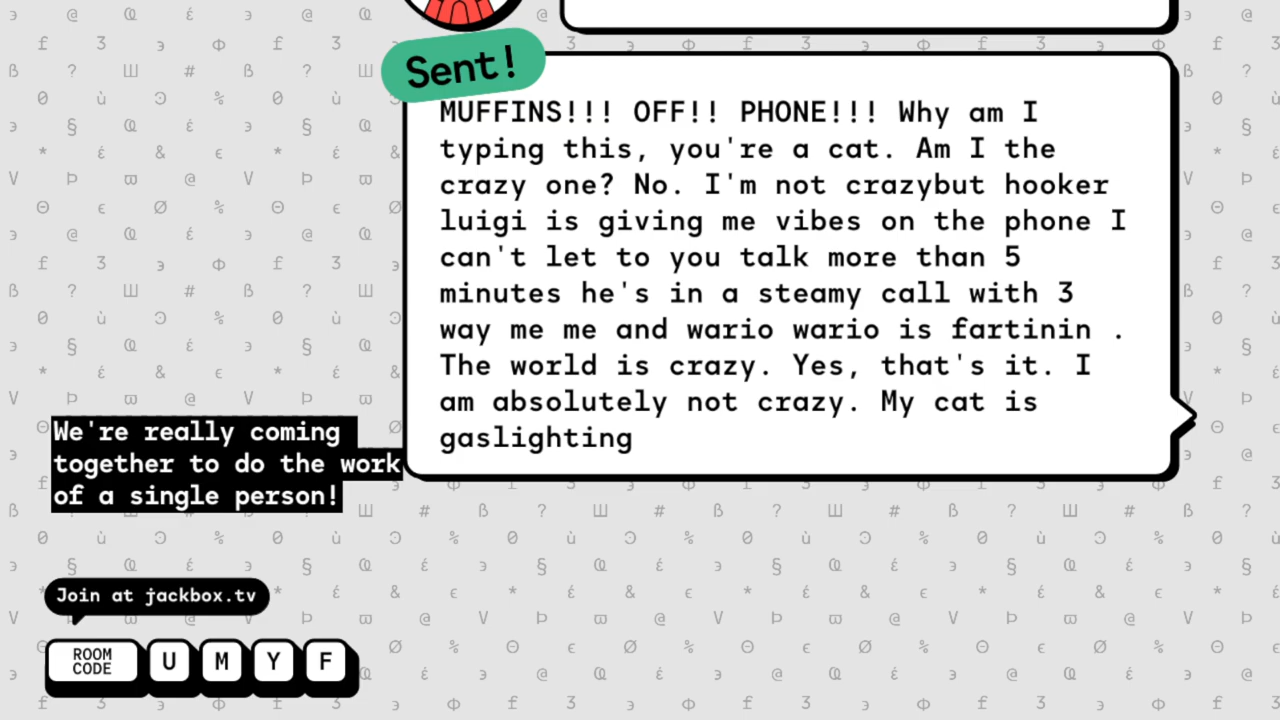 Sent!
MUFFINS!!! OFF!! PHONE!!! Why am I
typing this, you're a cat. Am I the
crazy one? No. I'm not crazybut hooker
luigi is giving me vibes on the phone I
can't let to you talk more than 5
minutes he's in a steamy call with 3
way me me and wario wario is fartinin .
The world is crazy. Yes, that's it. I
am absolutely not crazy. My cat is
gaslighting
We're really coming
together to do the work
of a single person!
Join at jackbox.tv
ROOM
CODE
U M Y F